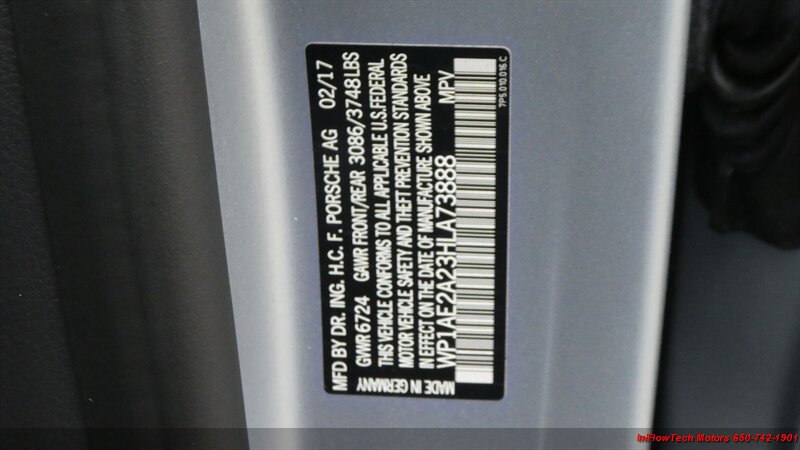 MFD BY DR. ING. H.C. F. PORSCHE AG 02/17
GVWR 6724 GAWR FRONT/REAR 3086/3748 LBS
THIS VEHICLE CONFORMS TO ALL APPLICABLE U.S. FEDERAL
MOTOR VEHICLE SAFETY AND THEFT PREVENTION STANDARDS
IN EFFECT ON THE DATE OF MANUFACTURE SHOWN ABOVE
WP1AE2A23HLA73888 MPV
MADE IN GERMANY
7P5.010.016.C
InFlowTech Motors 650-742-1901